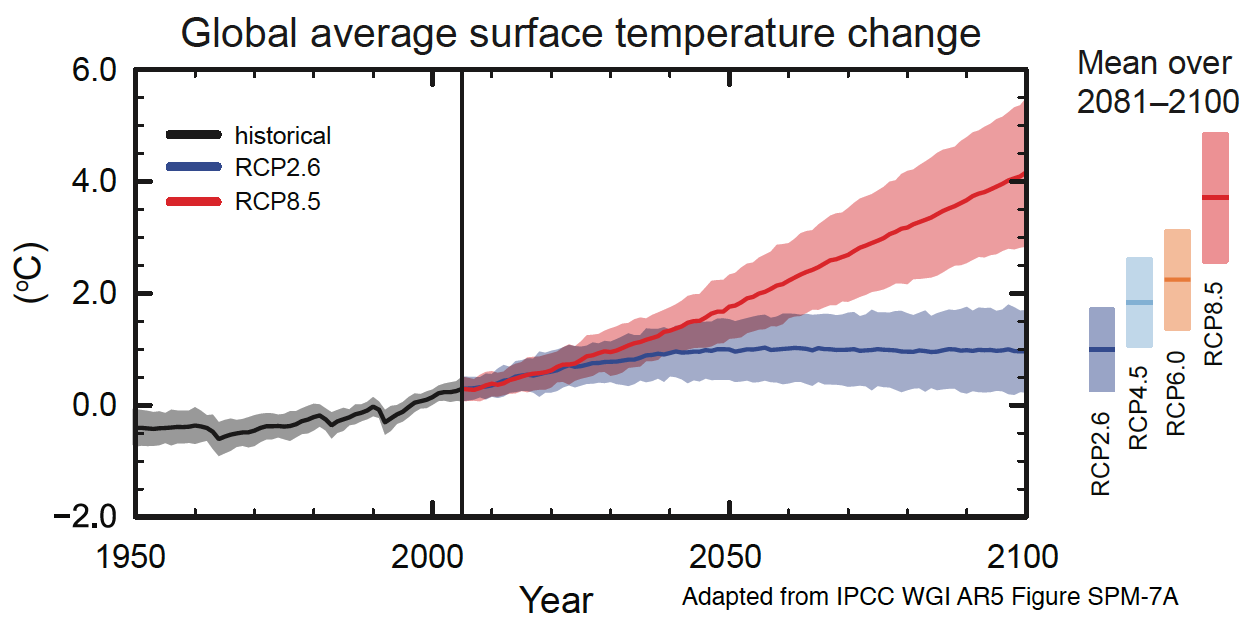 Global average surface temperature change
6.0
4.0
2.0
0.0
−2.0
(°C)
historical
RCP2.6
RCP8.5
1950
2000
2050
2100
Year
Adapted from IPCC WGI AR5 Figure SPM-7A
Mean over
2081–2100
RCP2.6
RCP4.5
RCP6.0
RCP8.5